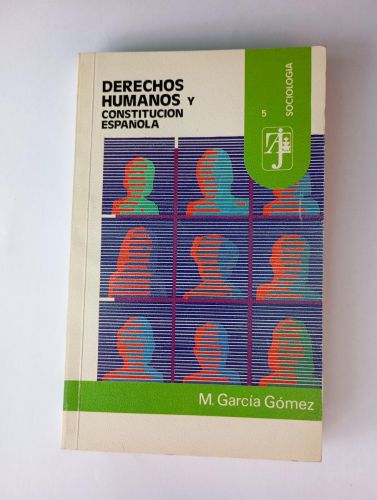 DERECHOS
HUMANOS Y
CONSTITUCION
ESPAÑOLA
5
SOCIOLOGIA
M. García Gómez